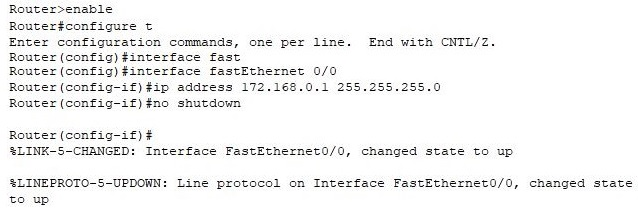 Router>enable
Router#configure t
Enter configuration commands, one per line.  End with CNTL/Z.
Router(config)#interface fast
Router(config)#interface fastEthernet 0/0
Router(config-if)#ip address 172.168.0.1 255.255.255.0
Router(config-if)#no shutdown
Router(config-if)#
%LINK-5-CHANGED: Interface FastEthernet0/0, changed state to up
%LINEPROTO-5-UPDOWN: Line protocol on Interface FastEthernet0/0, changed state
to up